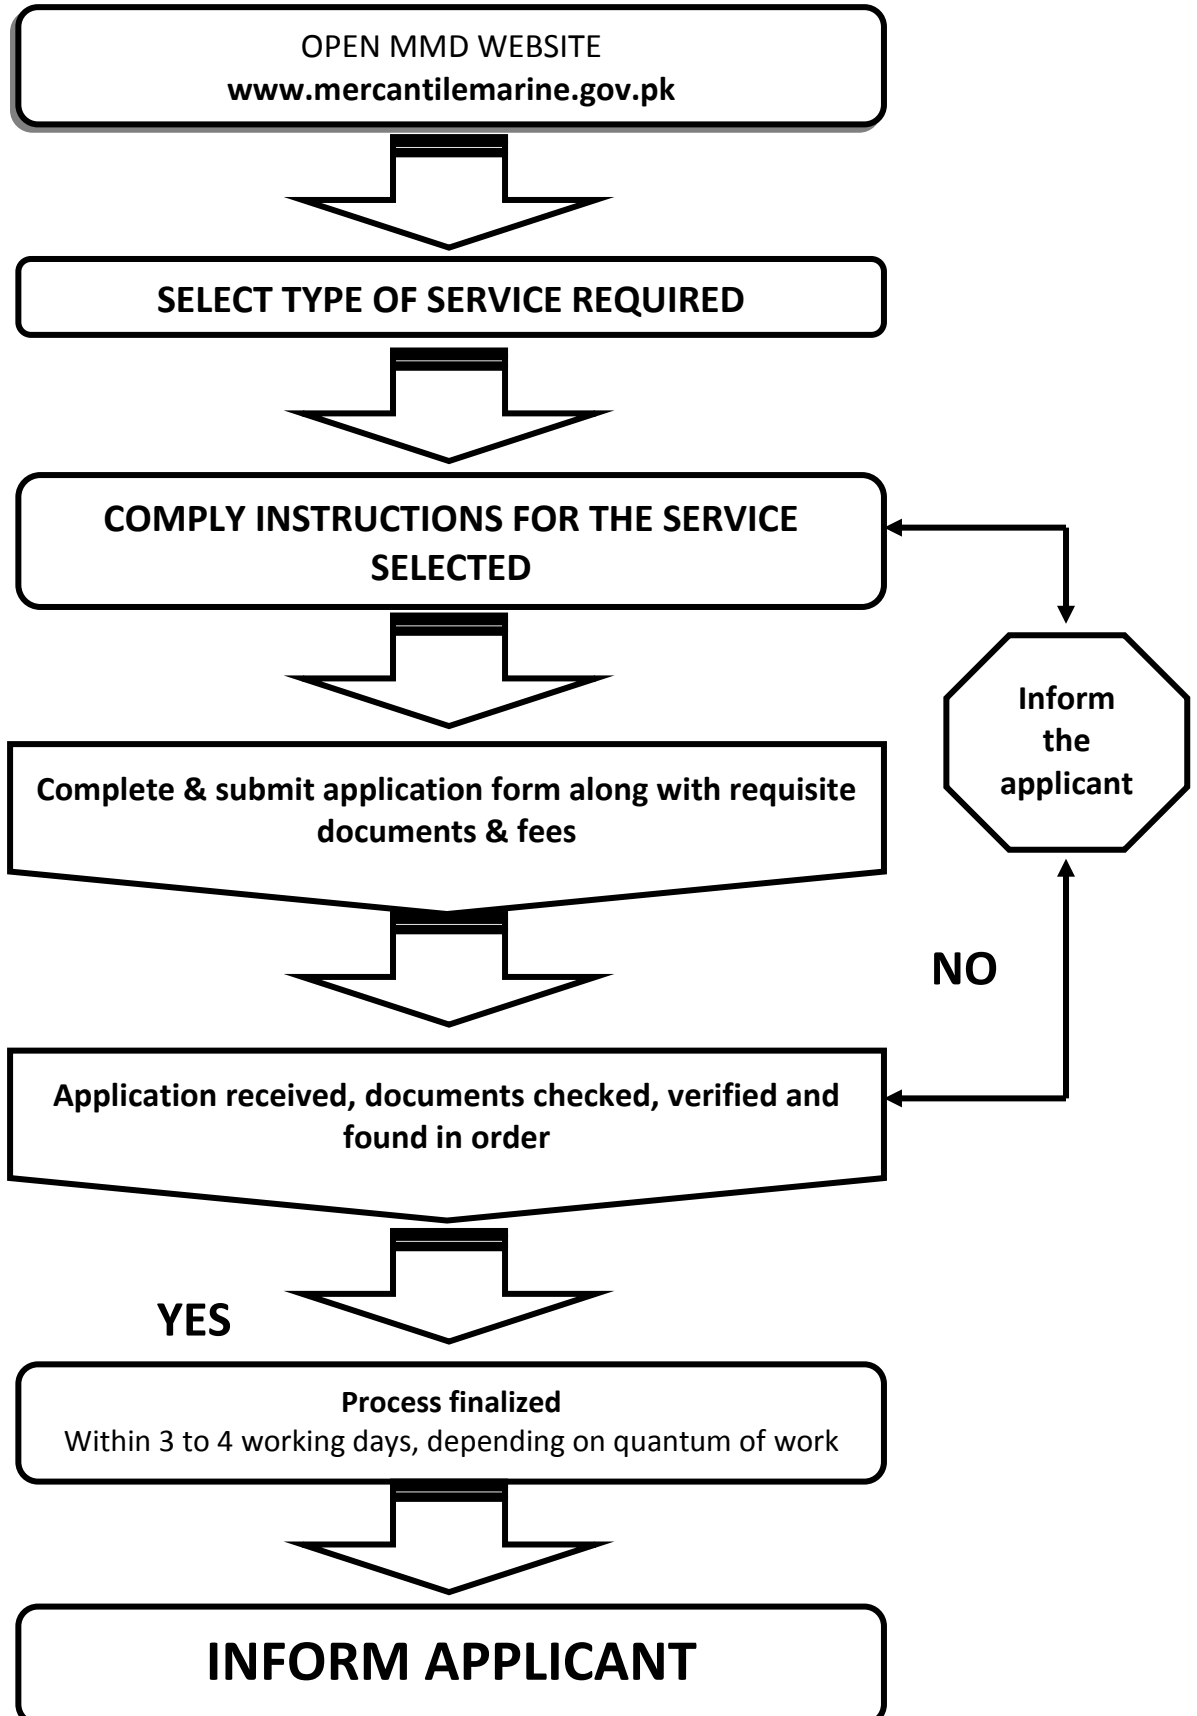 OPEN MMD WEBSITE
www.mercantilemarine.gov.pk
SELECT TYPE OF SERVICE REQUIRED
COMPLY INSTRUCTIONS FOR THE SERVICE
SELECTED
Inform
the
applicant
Complete & submit application form along with requisite
documents & fees
NO
Application received, documents checked, verified and
found in order
YES
Process finalized
Within 3 to 4 working days, depending on quantum of work
INFORM APPLICANT